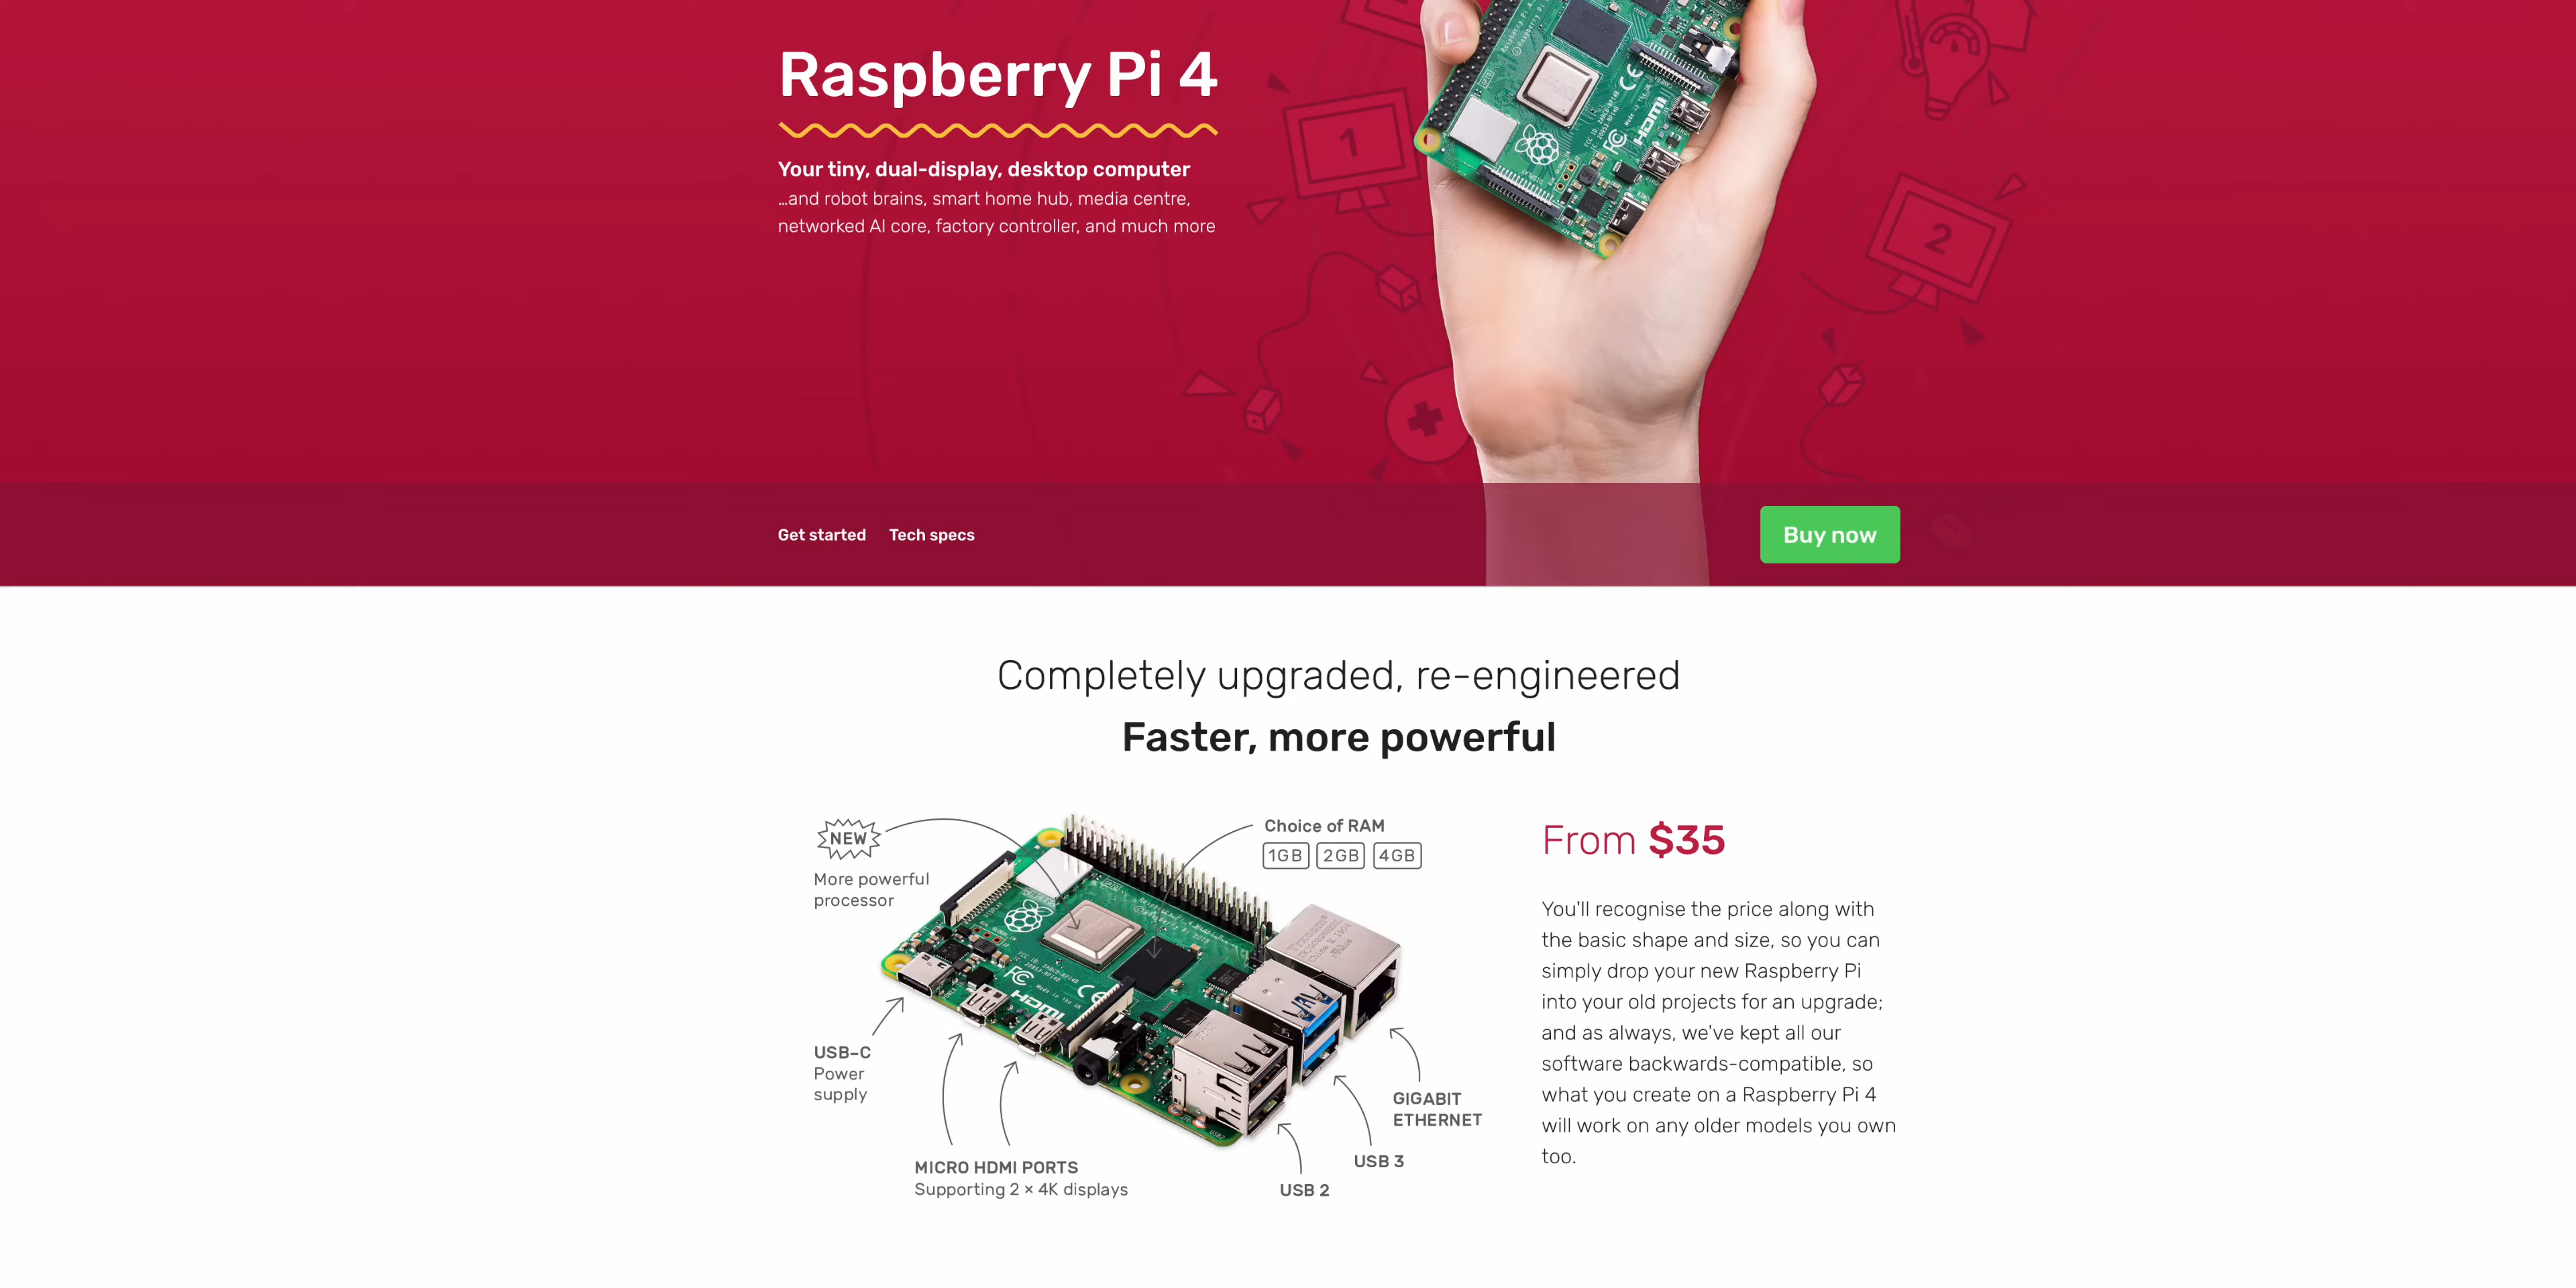 Raspberry Pi 4
Your tiny, dual-display, desktop computer
…and robot brains, smart home hub, media centre,
networked AI core, factory controller, and much more
1
2
HDMI
Get started
Tech specs
Buy now
Completely upgraded, re-engineered
Faster, more powerful
NEW
More powerful
processor
Choice of RAM
1GB 2GB 4GB
From $35
You'll recognise the price along with
the basic shape and size, so you can
simply drop your new Raspberry Pi
into your old projects for an upgrade;
and as always, we've kept all our
software backwards-compatible, so
what you create on a Raspberry Pi 4
will work on any older models you own
too.
HDMI
USB-C
Power
supply
MICRO HDMI PORTS
Supporting 2 × 4K displays
GIGABIT
ETHERNET
USB 3
USB 2